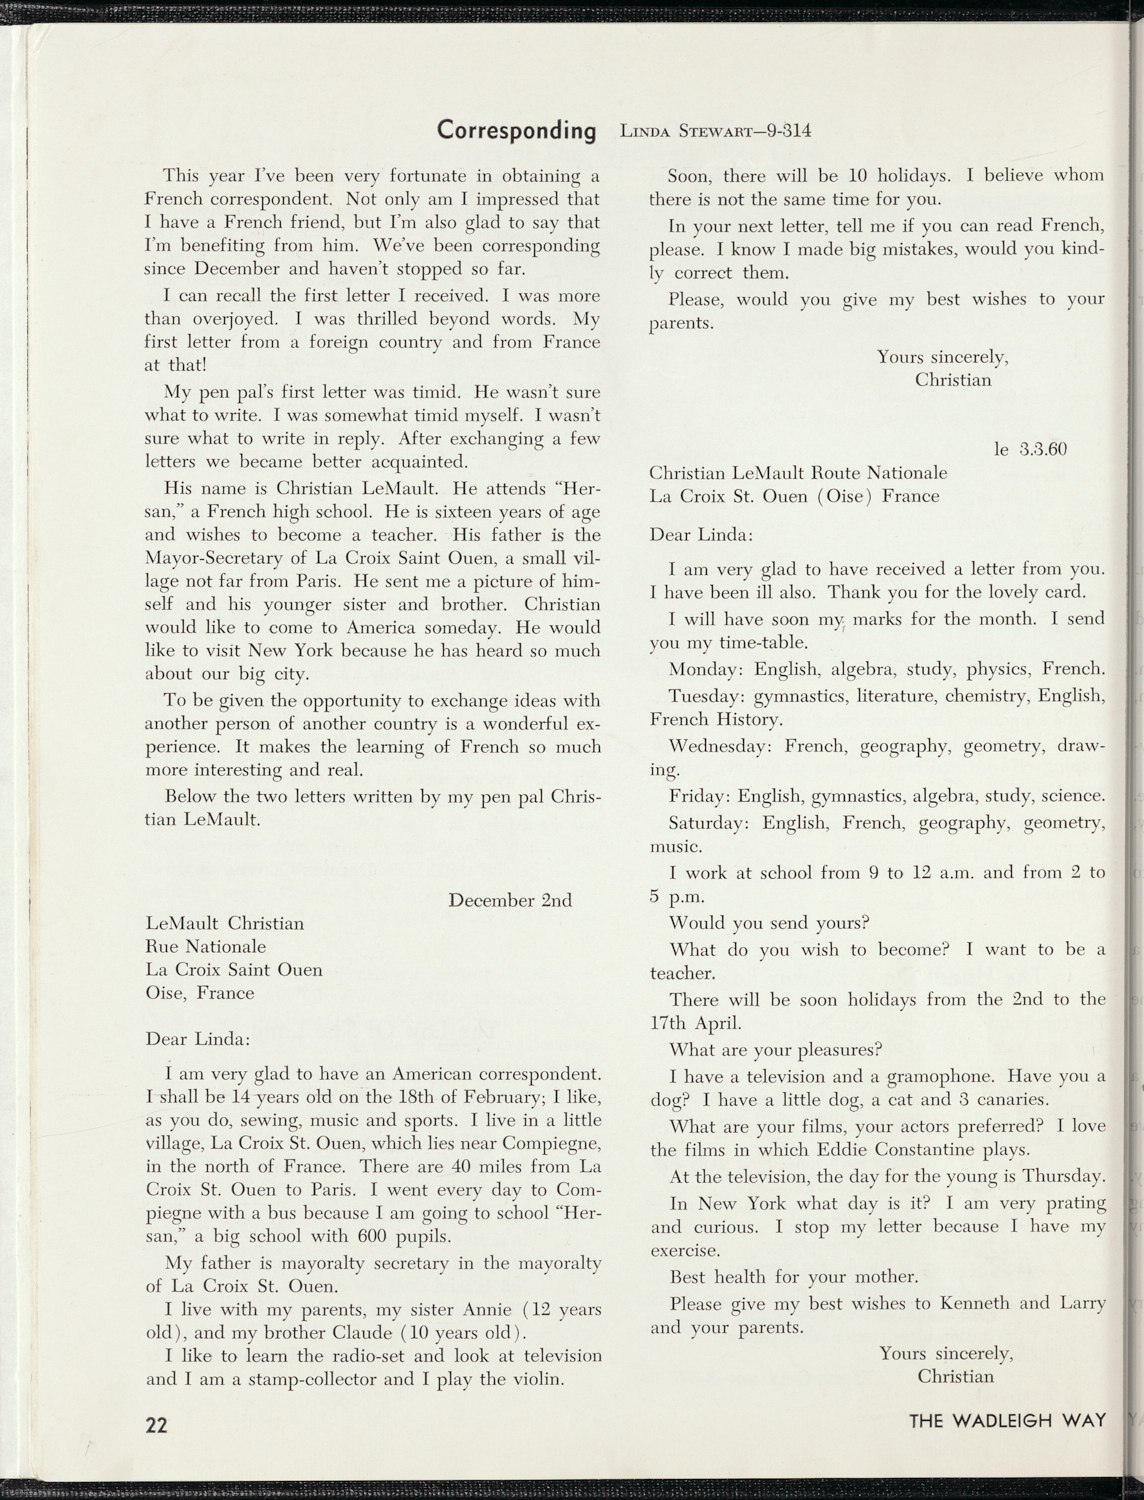 Corresponding LINDA STEWART—9-314
This year I've been very fortunate in obtaining a
French correspondent. Not only am I impressed that
I have a French friend, but I'm also glad to say that
I'm benefiting from him. We've been corresponding
since December and haven't stopped so far.
I can recall the first letter I received. I was more
than overjoyed. I was thrilled beyond words. My
first letter from a foreign country and from France
at that!
My pen pal's first letter was timid. He wasn't sure
what to write. I was somewhat timid myself. I wasn't
sure what to write in reply. After exchanging a few
letters we became better acquainted.
His name is Christian LeMault. He attends "Her-
san," a French high school. He is sixteen years of age
and wishes to become a teacher. His father is the
Mayor-Secretary of La Croix Saint Ouen, a small vil-
lage not far from Paris. He sent me a picture of him-
self and his younger sister and brother. Christian
would like to come to America someday. He would
like to visit New York because he has heard so much
about our big city.
To be given the opportunity to exchange ideas with
another person of another country is a wonderful ex-
perience. It makes the learning of French so much
more interesting and real.
Below the two letters written by my pen pal Chris-
tian LeMault.
December 2nd
LeMault Christian
Rue Nationale
La Croix Saint Ouen
Oise, France
Dear Linda:
I am very glad to have an American correspondent.
I shall be 14 years old on the 18th of February; I like,
as you do, sewing, music and sports. I live in a little
village, La Croix St. Ouen, which lies near Compiegne,
in the north of France. There are 40 miles from La
Croix St. Ouen to Paris. I went every day to Com-
piegne with a bus because I am going to school "Her-
san," a big school with 600 pupils.
My father is mayoralty secretary in the mayoralty
of La Croix St. Ouen.
I live with my parents, my sister Annie (12 years
old), and my brother Claude (10 years old).
I like to learn the radio-set and look at television
and I am a stamp-collector and I play the violin.
Soon, there will be 10 holidays. I believe whom
there is not the same time for you.
In your next letter, tell me if you can read French,
please. I know I made big mistakes, would you kind-
ly correct them.
Please, would you give my best wishes to your
parents.
Yours sincerely,
Christian
le 3.3.60
Christian LeMault Route Nationale
La Croix St. Ouen (Oise) France
Dear Linda:
I am very glad to have received a letter from you.
I have been ill also. Thank you for the lovely card.
I will have soon my marks for the month. I send
you my time-table.
Monday: English, algebra, study, physics, French.
Tuesday: gymnastics, literature, chemistry, English,
French History.
Wednesday: French, geography, geometry, draw-
ing.
Friday: English, gymnastics, algebra, study, science.
Saturday: English, French, geography, geometry,
music.
I work at school from 9 to 12 a.m. and from 2 to
5 p.m.
Would you send yours?
What do you wish to become? I want to be a
teacher.
There will be soon holidays from the 2nd to the
17th April.
What are your pleasures?
I have a television and a gramophone. Have you a
dog? I have a little dog, a cat and 3 canaries.
What are your films, your actors preferred? I love
the films in which Eddie Constantine plays.
At the television, the day for the young is Thursday.
In New York what day is it? I am very prating
and curious. I stop my letter because I have my
exercise.
Best health for your mother.
Please give my best wishes to Kenneth and Larry
and your parents.
Yours sincerely,
Christian
22
THE WADLEIGH WAY